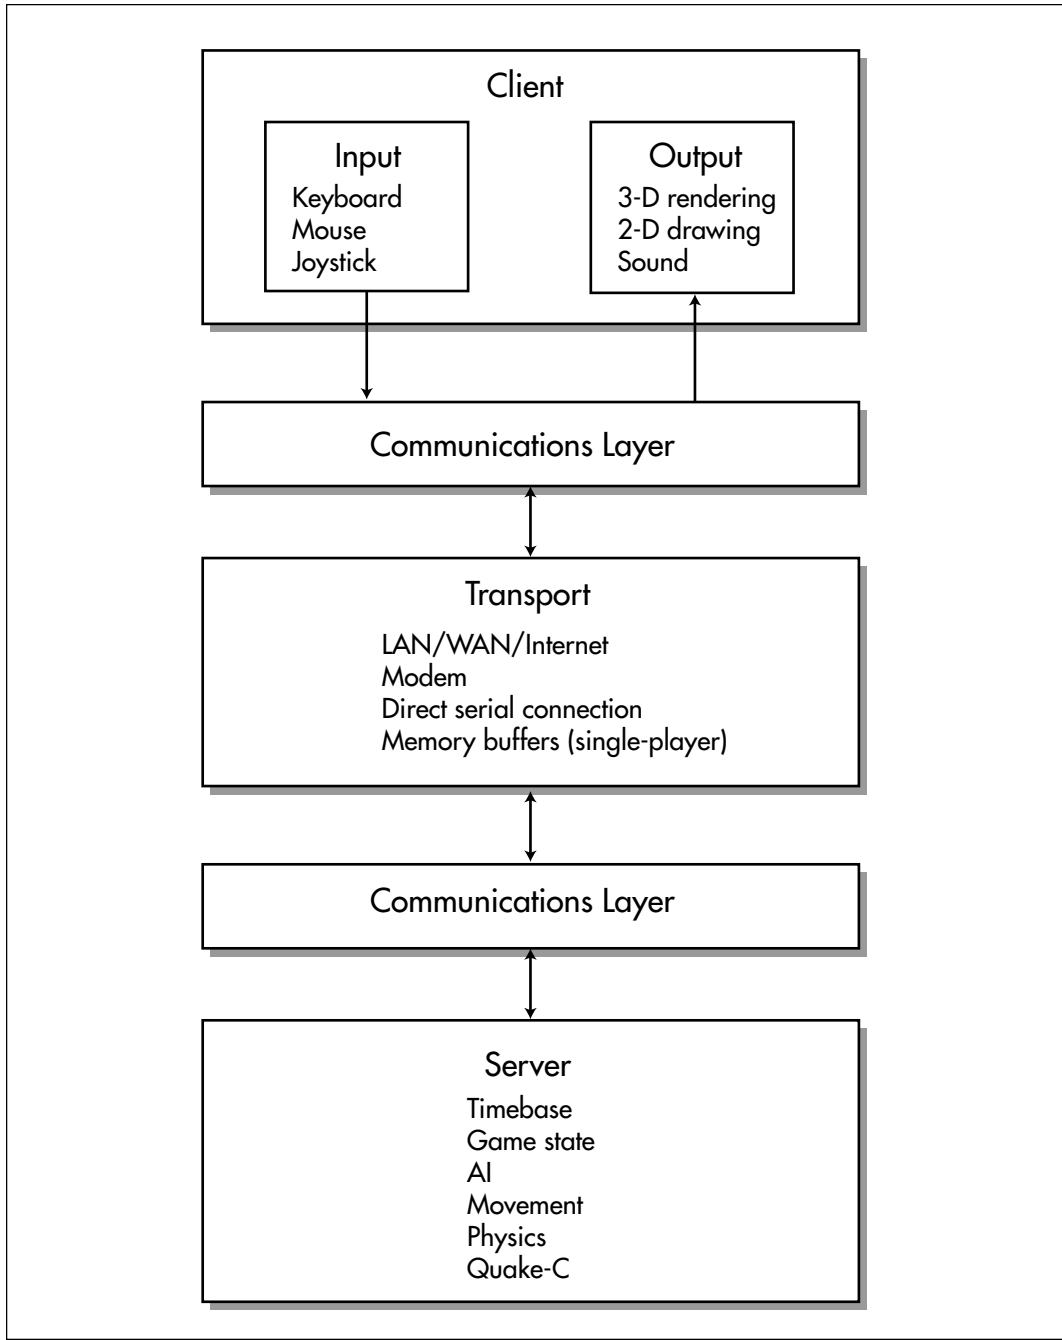 Client
Input
Keyboard
Mouse
Joystick
Output
3-D rendering
2-D drawing
Sound
Communications Layer
Transport
LAN/WAN/Internet
Modem
Direct serial connection
Memory buffers (single-player)
Communications Layer
Server
Timebase
Game state
AI
Movement
Physics
Quake-C